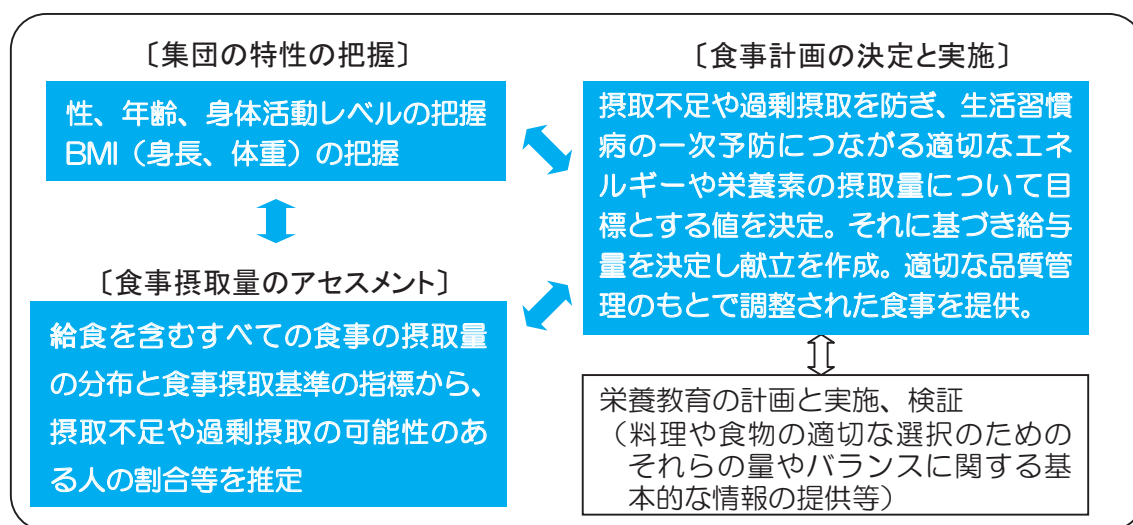 〔集団の特性の把握〕
性、年齢、身体活動レベルの把握
BMI（身長、体重）の把握
〔食事摂取量のアセスメント〕
給食を含むすべての食事の摂取量
の分布と食事摂取基準の指標から、
摂取不足や過剰摂取の可能性のあ
る人の割合等を推定
〔食事計画の決定と実施〕
摂取不足や過剰摂取を防ぎ、生活習慣
病の一次予防につながる適切なエネ
ルギーや栄養素の摂取量について目
標とする値を決定。それに基づき給与
量を決定し献立を作成。適切な品質管
理のもとで調整された食事を提供。
栄養教育の計画と実施、検証
（料理や食物の適切な選択のための
それらの量やバランスに関する基
本的な情報の提供等）